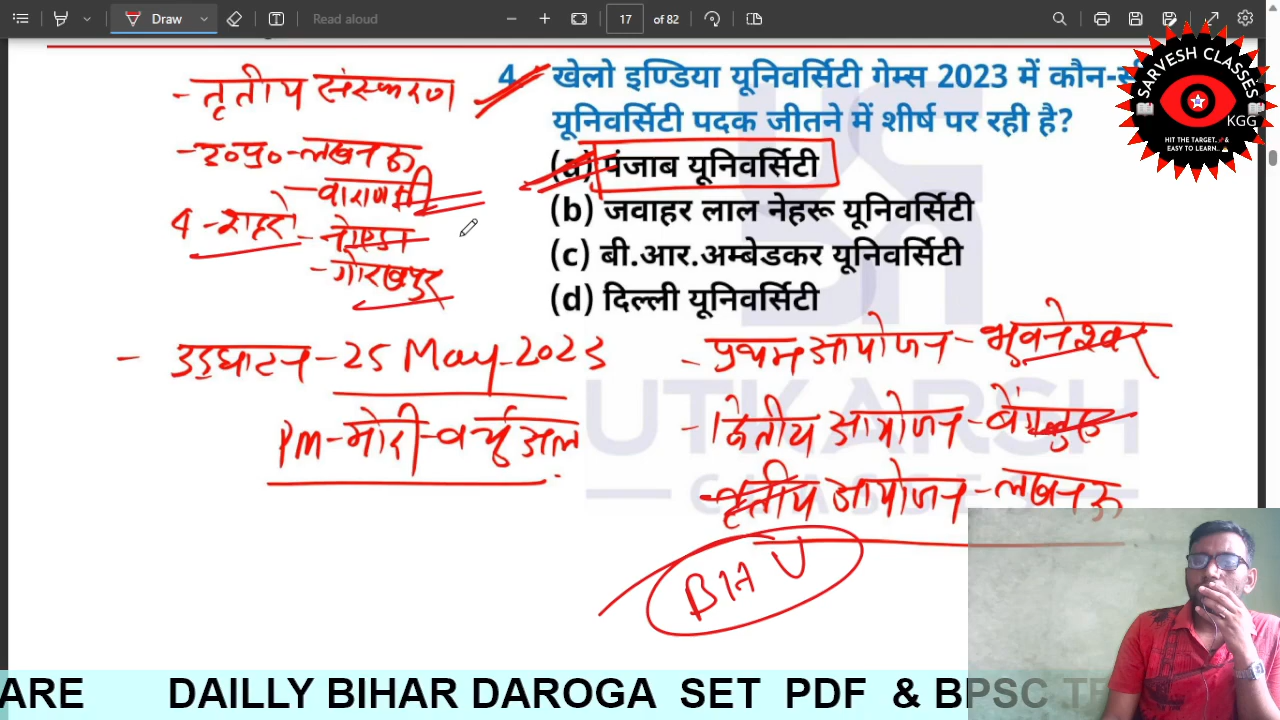 Draw
Read aloud
17 of 82
- तृतीय संस्करण
4. खेलो इण्डिया यूनिवर्सिटी गेम्स 2023 में
यूनिवर्सिटी पदक जीतने में शीर्ष पर रही है?
(a) पंजाब यूनिवर्सिटी
(b) जवाहर लाल नेहरू यूनिवर्सिटी
(c) बी.आर.अम्बेडकर यूनिवर्सिटी
(d) दिल्ली यूनिवर्सिटी
- उ०प्र० - लखनऊ
- वाराणसी
4 - शहरो - नोएडा
- गोरखपुर
- उद्घाटन - 25 May - 2023
PM - मोदी - वर्चुअल
- प्रथम आयोजन - भुवनेश्वर
- द्वितीय आयोजन - बेंगलुरु
- तृतीय आयोजन - लखनऊ
BHU
UTKARSH
CLASSES
SARVESH CLASSES
KGG
HIT THE TARGET..
& EASY TO LEARN..
ARE DAILLY BIHAR DAROGA SET PDF & BPSC